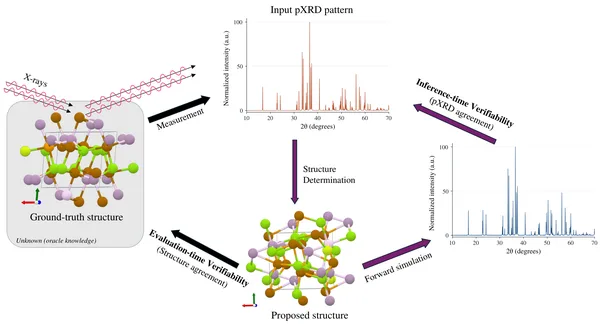 Input pXRD pattern
100
50
0
Normalized intensity (a.u.)
10 20 30 40 50 60 70
2θ (degrees)
X-rays
Measurement
Ground-truth structure
Unknown (oracle knowledge)
Structure
Determination
Inference-time Verifiability
(pXRD agreement)
100
50
0
Normalized intensity (a.u.)
10 20 30 40 50 60 70
2θ (degrees)
Evaluation-time Verifiability
(Structure agreement)
Forward simulation
Proposed structure